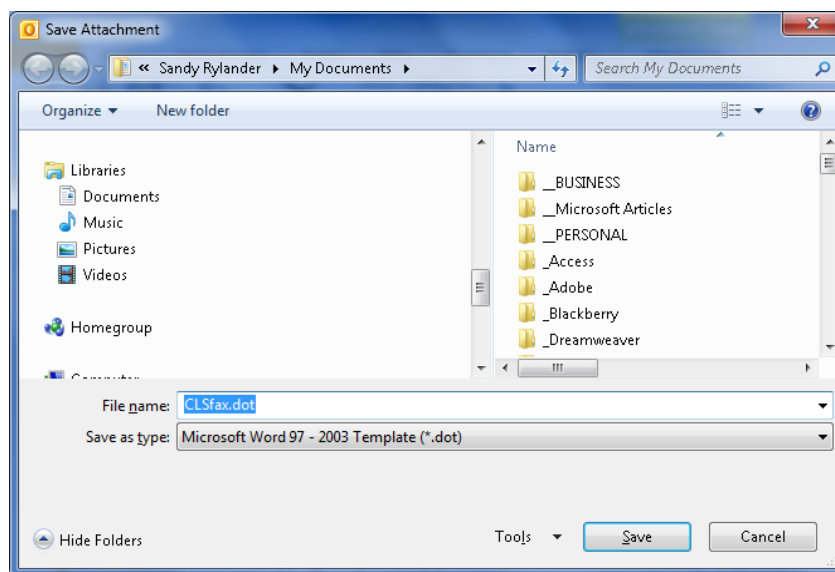 Save Attachment
« Sandy Rylander ▸ My Documents ▸
Search My Documents
Organize
New folder
Libraries
Documents
Music
Pictures
Videos
Homegroup
Name
__BUSINESS
__Microsoft Articles
__PERSONAL
_Access
_Adobe
_Blackberry
_Dreamweaver
File name: CLSfax.dot
Save as type: Microsoft Word 97 - 2003 Template (*.dot)
Hide Folders
Tools
Save
Cancel